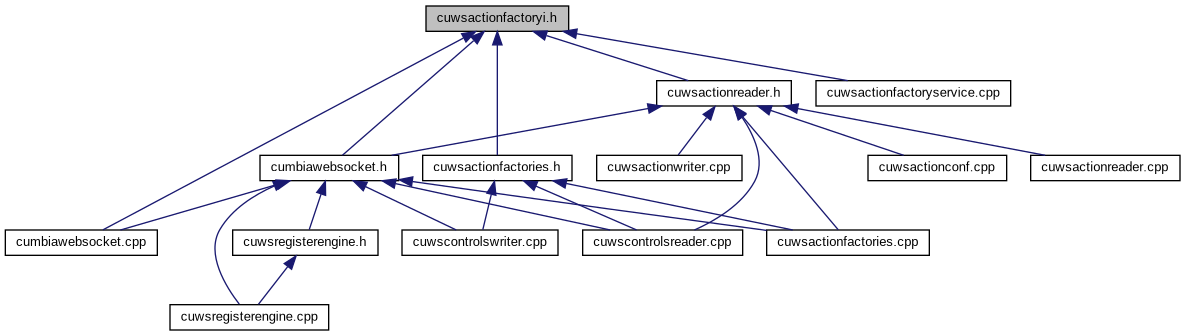 cuwsactionfactoryi.h
cuwsactionreader.h
cuwsactionfactoryservice.cpp
cumbiawebsocket.h
cuwsactionfactories.h
cuwsactionwriter.cpp
cuwsactionconf.cpp
cuwsactionreader.cpp
cumbiawebsocket.cpp
cuwsregisterengine.h
cuwscontrolswriter.cpp
cuwscontrolsreader.cpp
cuwsactionfactories.cpp
cuwsregisterengine.cpp